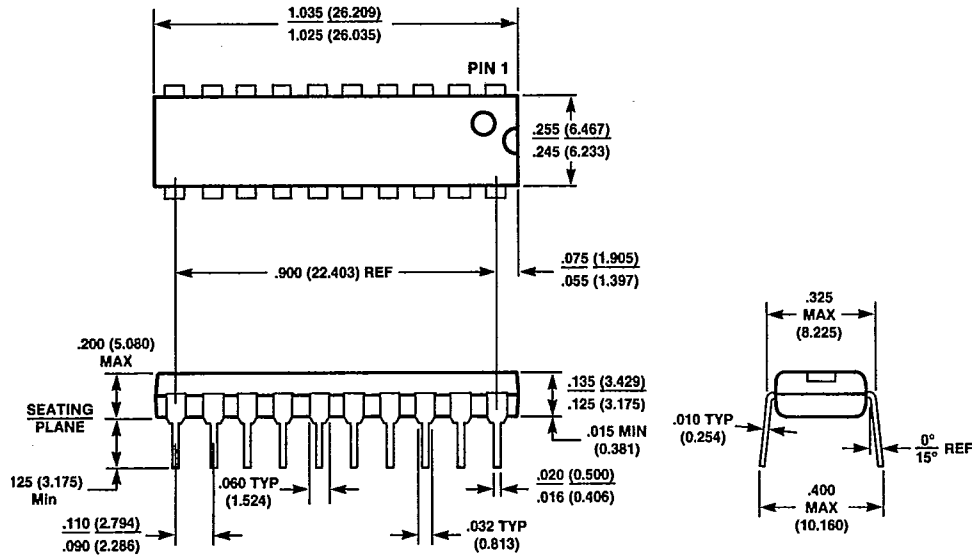 1.035 (26.209)
1.025 (26.035)
PIN 1
.255 (6.467)
.245 (6.233)
.900 (22.403) REF
.075 (1.905)
.055 (1.397)
.325
MAX
(8.225)
.200 (5.080)
MAX
.135 (3.429)
.125 (3.175)
SEATING
PLANE
.015 MIN
(0.381)
.010 TYP
(0.254)
0°
15° REF
125 (3.175)
Min
.060 TYP
(1.524)
.020 (0.500)
.016 (0.406)
.110 (2.794)
.090 (2.286)
.032 TYP
(0.813)
.400
MAX
(10.160)